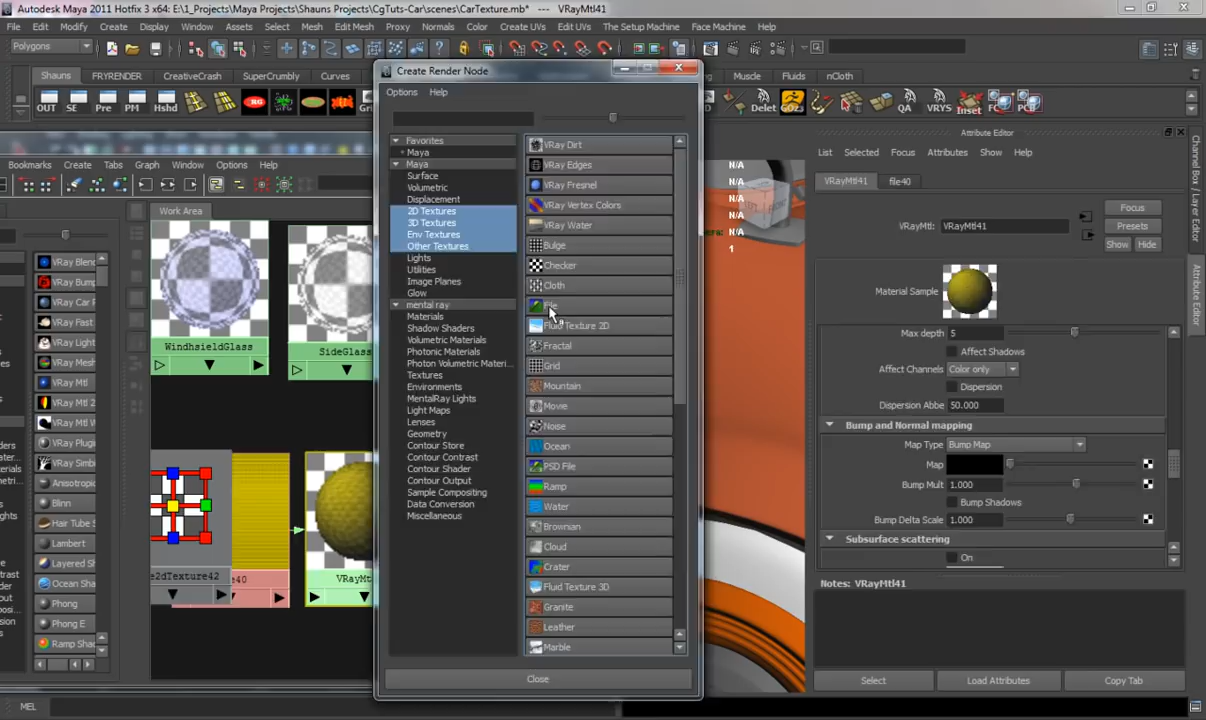 Autodesk Maya 2011 Hotfix 3 x64: E:\1_Projects\Maya Projects\Shauns Projects\CgTuts-Car\scenes\CarTexture.mb* --- VRayMtl41
File Edit Modify Create Display Window Assets Select Mesh Edit Mesh Proxy Normals Color Create UVs Edit UVs The Setup Machine Face Machine Help
Polygons
Shauns FRYRENDER CreativeCrash SuperCrumby Curves Muscle Fluids nCloth
OUT SE Pre PM Hshd Delet GOZ3 QA VRYS Inset FC PCB
Create Render Node
Options Help
Favorites
Maya
Maya
Surface
Volumetric
Displacement
2D Textures
3D Textures
Env Textures
Other Textures
Lights
Utilities
Image Planes
Glow
mental ray
Materials
Shadow Shaders
Volumetric Materials
Photonic Materials
Photon Volumetric Materi...
Textures
Environments
MentalRay Lights
Light Maps
Lenses
Geometry
Contour Store
Contour Contrast
Contour Shader
Contour Output
Sample Compositing
Data Conversion
Miscellaneous
VRay Dirt
VRay Edges
VRay Fresnel
VRay Vertex Colors
VRay Water
Bulge
Checker
Cloth
File
Fluid Texture 2D
Fractal
Grid
Mountain
Movie
Noise
Ocean
PSD File
Ramp
Water
Brownian
Cloud
Crater
Fluid Texture 3D
Granite
Leather
Marble
Close
Bookmarks Create Tabs Graph Window Options Help
Work Area
WindhsieldGlass
SideGlass
e2dTexture42
e40
VRayMt
VRay Blend
VRay Bump
VRay Car P
VRay Fast
VRay Light
VRay Mesh
VRay Mtl
VRay Mtl 2
VRay Mtl W
VRay Plugin
VRay Simb
Anisotropic
Blinn
Hair Tube S
Lambert
Layered Sh
Ocean Sha
Phong
Phong E
Ramp Shad
N/A
N/A
N/A
N/A
N/A
1
FRONT
Attribute Editor
List Selected Focus Attributes Show Help
VRayMtl41 file40
VRayMtl: VRayMtl41
Focus
Presets
Show Hide
Material Sample
Max depth 5
Affect Shadows
Affect Channels Color only
Dispersion
Dispersion Abbe 50.000
Bump and Normal mapping
Map Type Bump Map
Map
Bump Mult 1.000
Bump Shadows
Bump Delta Scale 1.000
Subsurface scattering
On
Notes: VRayMtl41
Select Load Attributes Copy Tab
Channel Box / Layer Editor
Attribute Editor
MEL